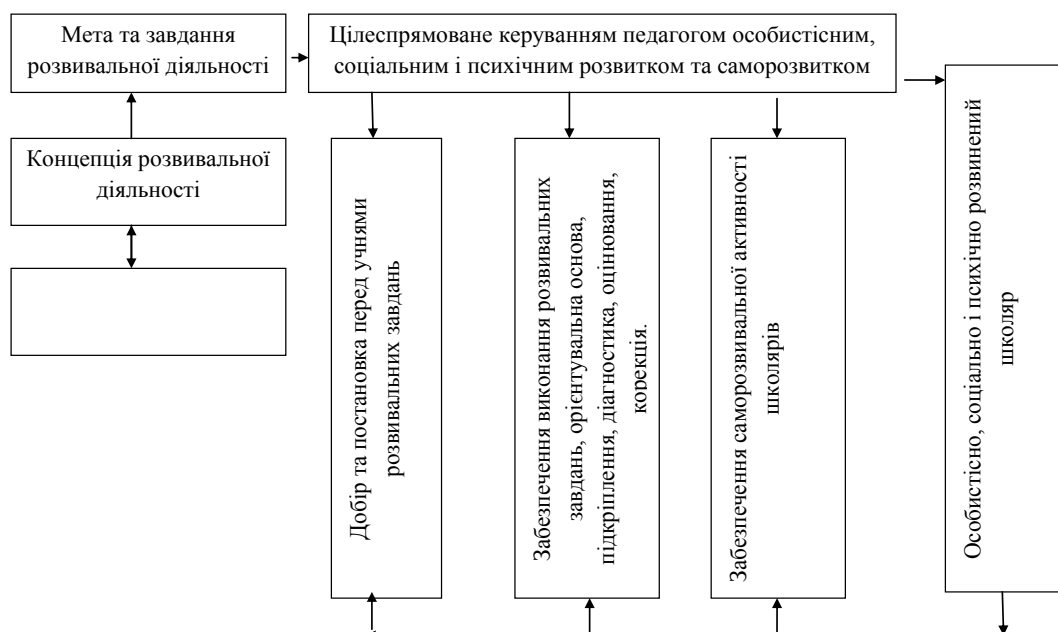 Мета та завдання
розвивальної діяльності
Цілеспрямоване керуванням педагогом особистісним,
соціальним і психічним розвитком та саморозвитком
Концепція розвивальної
діяльності
Добір та постановка перед учнями
розвивальних завдань
Забезпечення виконання розвивальних
завдань, орієнтувальна основа,
підкріплення, діагностика, оцінювання,
корекція.
Забезпечення саморозвивальної активності
школярів
Особистісно, соціально і психічно розвинений
школяр